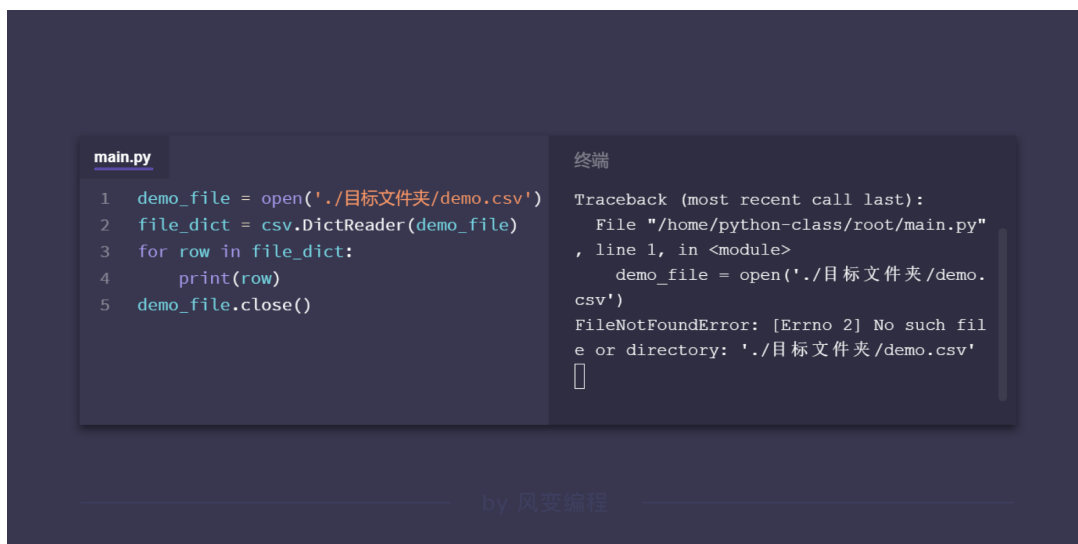 main.py
1 demo_file = open('./目标文件夹/demo.csv')
2 file_dict = csv.DictReader(demo_file)
3 for row in file_dict:
4     print(row)
5 demo_file.close()
终端
Traceback (most recent call last):
  File "/home/python-class/root/main.py"
, line 1, in <module>
    demo_file = open('./目标文件夹/demo.
csv')
FileNotFoundError: [Errno 2] No such fil
e or directory: './目标文件夹/demo.csv'
by 风变编程